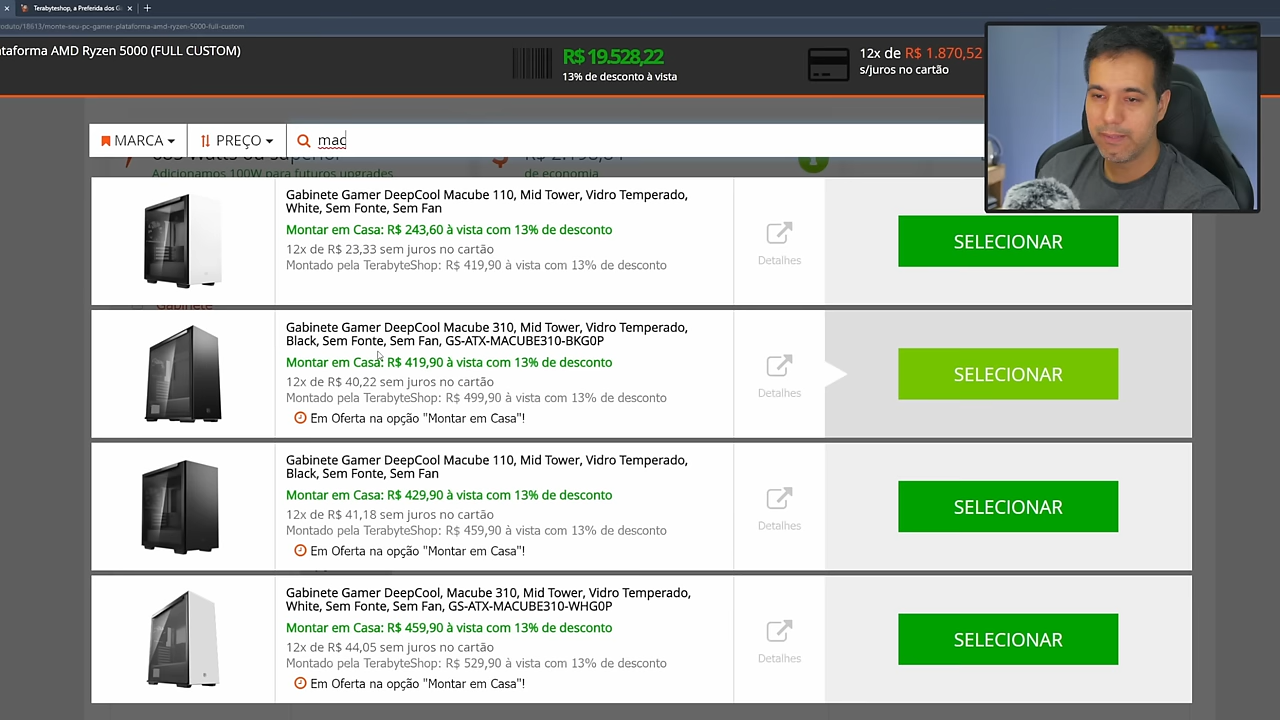 Terabyteshop, a Preferida dos G
oduto/18613/monte-seu-pc-gamer-plataforma-amd-ryzen-5000-full-custom
ataforma AMD Ryzen 5000 (FULL CUSTOM)
R$ 19.528,22
13% de desconto à vista
12x de R$ 1.870,52
s/juros no cartão
MARCA
PREÇO
mac
Adicionamos 100W para futuros upgrades
de economia
Gabinete Gamer DeepCool Macube 110, Mid Tower, Vidro Temperado,
White, Sem Fonte, Sem Fan
Montar em Casa: R$ 243,60 à vista com 13% de desconto
12x de R$ 23,33 sem juros no cartão
Montado pela TerabyteShop: R$ 419,90 à vista com 13% de desconto
Detalhes
SELECIONAR
Gabinete Gamer DeepCool Macube 310, Mid Tower, Vidro Temperado,
Black, Sem Fonte, Sem Fan, GS-ATX-MACUBE310-BKG0P
Montar em Casa: R$ 419,90 à vista com 13% de desconto
12x de R$ 40,22 sem juros no cartão
Montado pela TerabyteShop: R$ 499,90 à vista com 13% de desconto
Em Oferta na opção "Montar em Casa"!
Detalhes
SELECIONAR
Gabinete Gamer DeepCool Macube 110, Mid Tower, Vidro Temperado,
Black, Sem Fonte, Sem Fan
Montar em Casa: R$ 429,90 à vista com 13% de desconto
12x de R$ 41,18 sem juros no cartão
Montado pela TerabyteShop: R$ 459,90 à vista com 13% de desconto
Em Oferta na opção "Montar em Casa"!
Detalhes
SELECIONAR
Gabinete Gamer DeepCool, Macube 310, Mid Tower, Vidro Temperado,
White, Sem Fonte, Sem Fan, GS-ATX-MACUBE310-WHG0P
Montar em Casa: R$ 459,90 à vista com 13% de desconto
12x de R$ 44,05 sem juros no cartão
Montado pela TerabyteShop: R$ 529,90 à vista com 13% de desconto
Em Oferta na opção "Montar em Casa"!
Detalhes
SELECIONAR